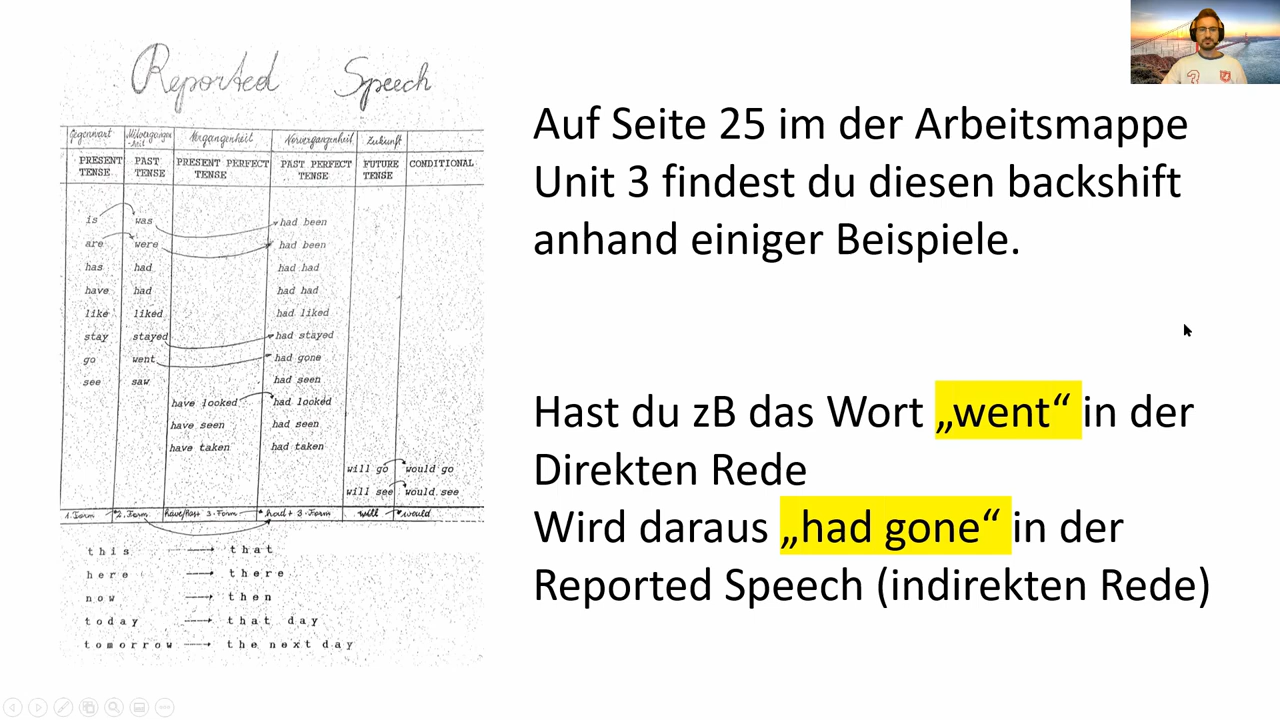 Reported Speech
Gegenwart Mitvergangenheit Vergangenheit Vorvergangenheit Zukunft
PRESENT TENSE PAST TENSE PRESENT PERFECT TENSE PAST PERFECT TENSE FUTURE TENSE CONDITIONAL
is was had been
are were had been
has had had had
have had had had
like liked had liked
stay stayed had stayed
go went had gone
see saw had seen
have looked had looked
have seen had seen
have taken had taken
will go would go
will see would see
1. Form 2. Form have/has + 3. Form had + 3. Form will would
this → that
here → there
now → then
today → that day
tomorrow → the next day
Auf Seite 25 im der Arbeitsmappe
Unit 3 findest du diesen backshift
anhand einiger Beispiele.
Hast du zB das Wort „went“ in der
Direkten Rede
Wird daraus „had gone“ in der
Reported Speech (indirekten Rede)